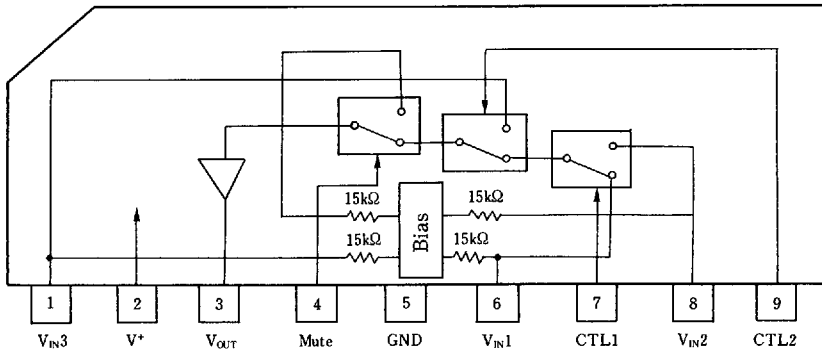 15kΩ 15kΩ
Bias
15kΩ 15kΩ
1 2 3 4 5 6 7 8 9
VIN3 V+ VOUT Mute GND VIN1 CTL1 VIN2 CTL2